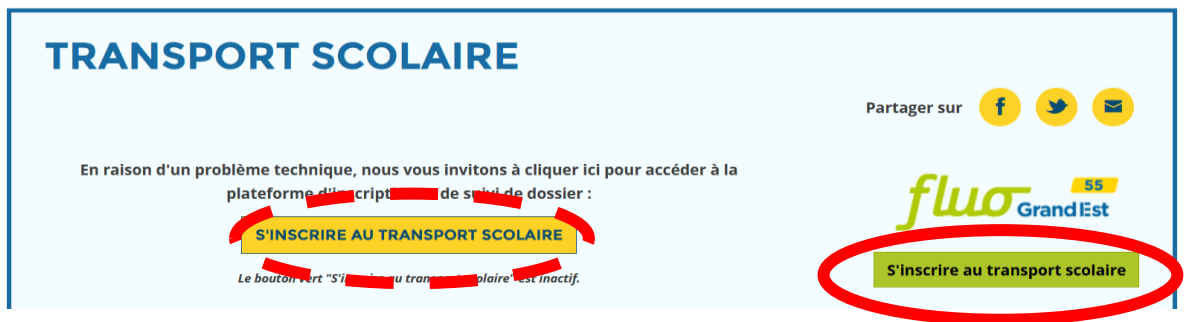 TRANSPORT SCOLAIRE
Partager sur
En raison d'un problème technique, nous vous invitons à cliquer ici pour accéder à la
plateforme de suivi de dossier :
S'INSCRIRE AU TRANSPORT SCOLAIRE
Le bouton vert est inactif.
fluo
55
Grand Est
S'inscrire au transport scolaire